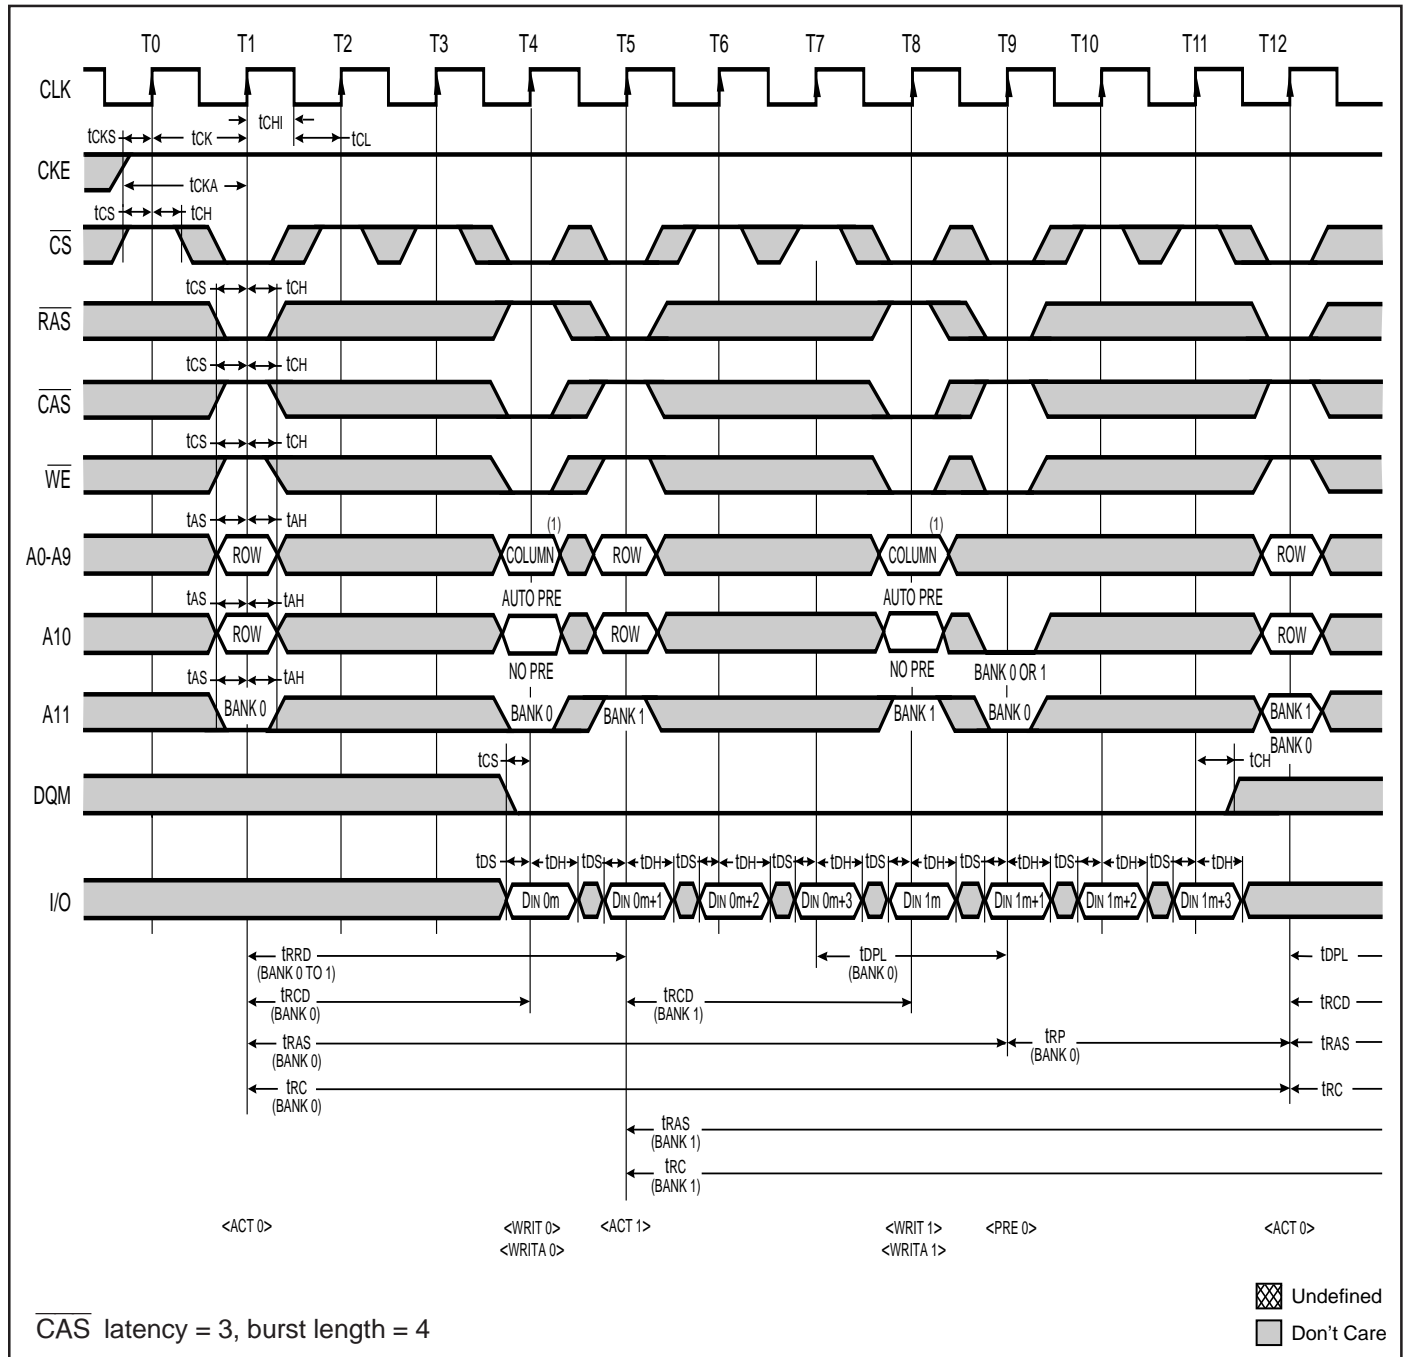 T0 T1 T2 T3 T4 T5 T6 T7 T8 T9 T10 T11 T12
CLK
tCHI
tCKS tCK tCL
CKE
tCKA
tCS tCH
CS
tCS tCH
RAS
tCS tCH
CAS
tCS tCH
WE
tAS tAH (1) (1)
A0-A9 ROW COLUMN ROW COLUMN ROW
tAS tAH AUTO PRE AUTO PRE
A10 ROW ROW ROW
NO PRE NO PRE BANK 0 OR 1
tAS tAH
A11 BANK 0 BANK 0 BANK 1 BANK 1 BANK 0 BANK 1
BANK 0
tCS tCH
DQM
tDS tDH tDS tDH tDS tDH tDS tDH tDS tDH tDS tDH tDS tDH tDS tDH
I/O DIN 0m DIN 0m+1 DIN 0m+2 DIN 0m+3 DIN 1m DIN 1m+1 DIN 1m+2 DIN 1m+3
tRRD tDPL tDPL
(BANK 0 TO 1) (BANK 0)
tRCD tRCD tRCD
(BANK 0) (BANK 1)
tRAS tRP tRAS
(BANK 0) (BANK 0)
tRC tRC
(BANK 0)
tRAS
(BANK 1)
tRC
(BANK 1)
<ACT 0> <WRIT 0> <ACT 1> <WRIT 1> <PRE 0> <ACT 0>
<WRITA 0> <WRITA 1>
Undefined
CAS latency = 3, burst length = 4
Don't Care